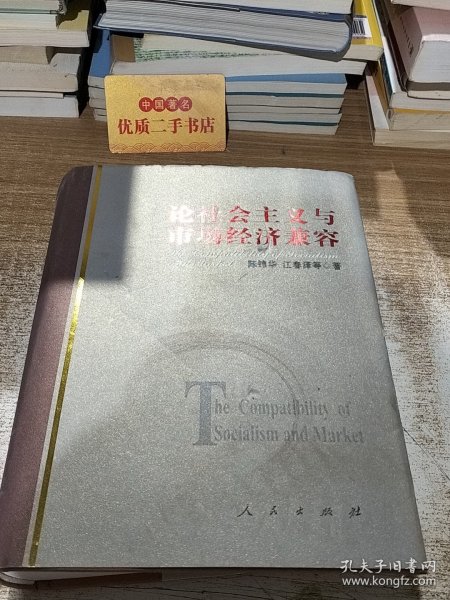 中国著名
优质二手书店
论社会主义与
市场经济兼容
陈锦华 江春泽等 著
The Compatibility of
Socialism and Market
人民出版社
孔夫子旧书网
www.kongfz.com